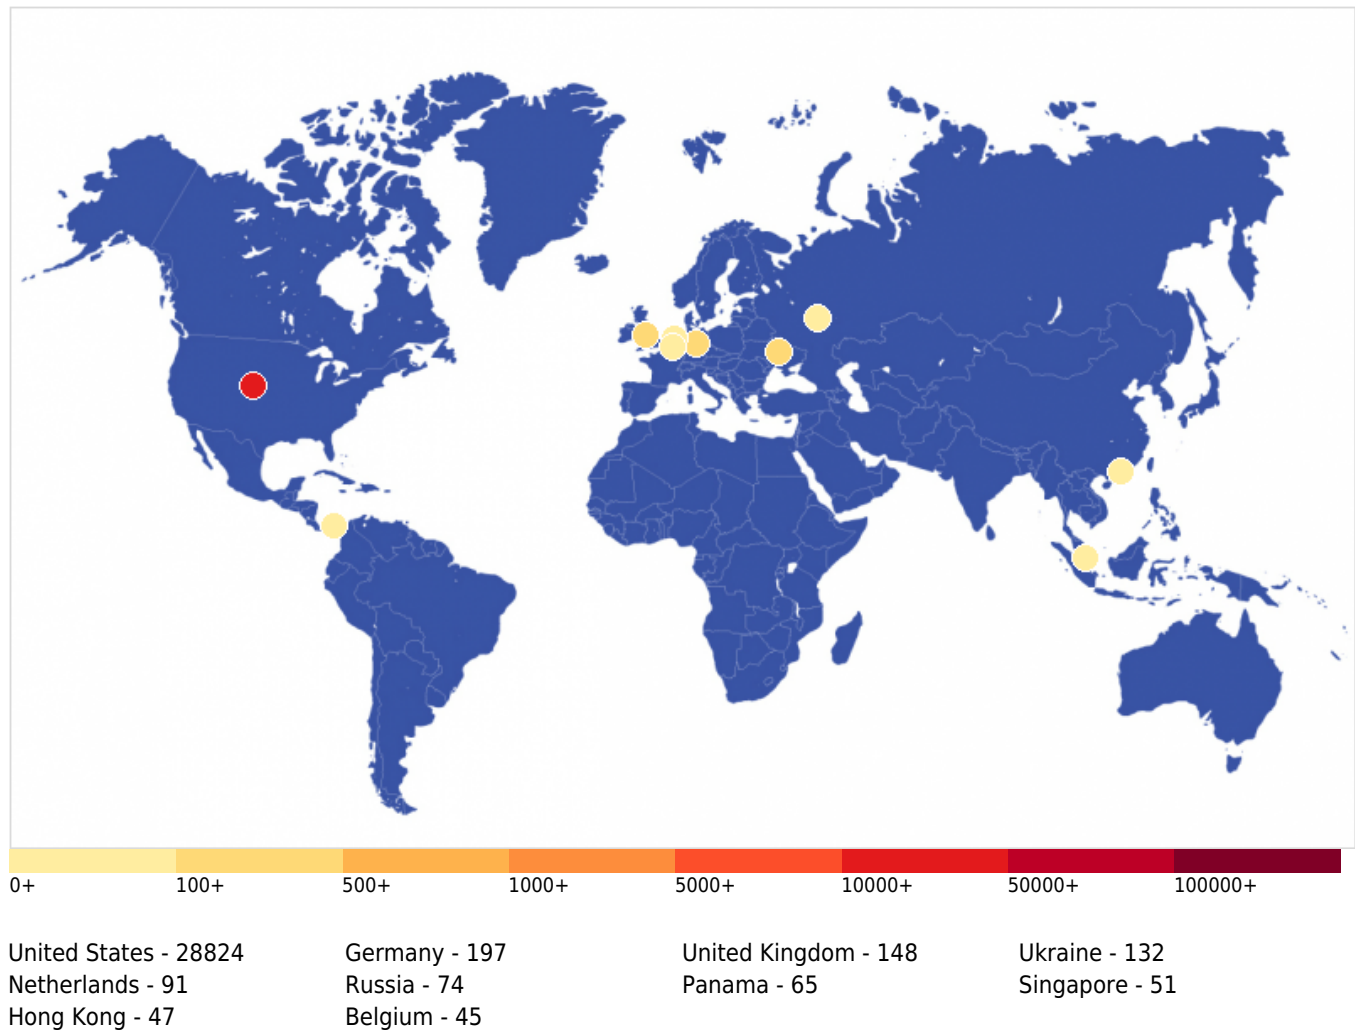 0+ 100+ 500+ 1000+ 5000+ 10000+ 50000+ 100000+
United States - 28824 Germany - 197 United Kingdom - 148 Ukraine - 132
Netherlands - 91 Russia - 74 Panama - 65 Singapore - 51
Hong Kong - 47 Belgium - 45